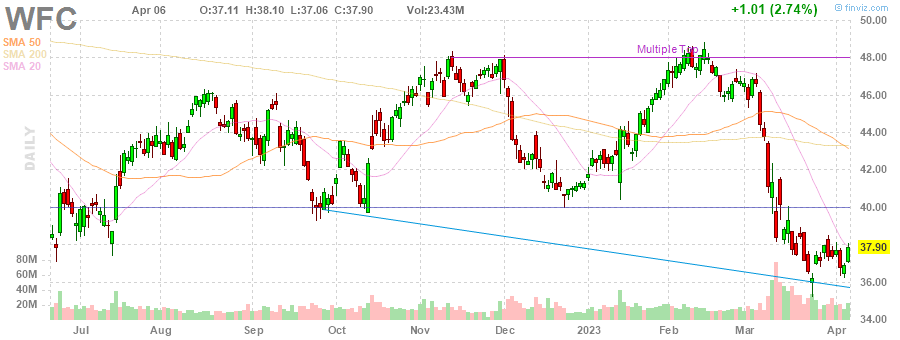 WFC Apr 06 O:37.11 H:38.10 L:37.06 C:37.90 Vol:23.43M +1.01 (2.74%) © finviz.com
SMA 50
SMA 200
SMA 20
DAILY
Multiple Top
50.00
48.00
46.00
44.00
42.00
40.00
37.90
36.00
34.00
80M
60M
40M
20M
Jul Aug Sep Oct Nov Dec 2023 Feb Mar Apr